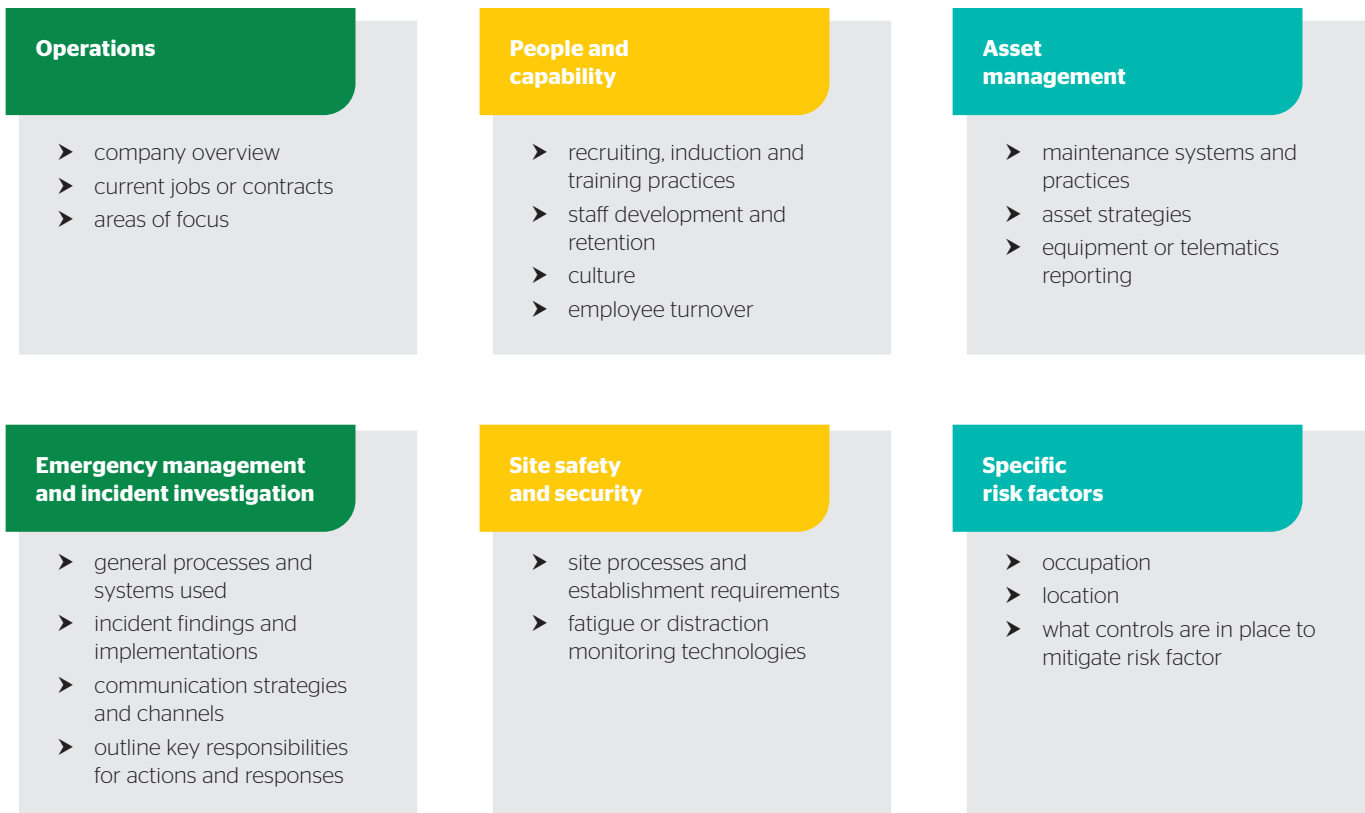 Operations
➤ company overview
➤ current jobs or contracts
➤ areas of focus
People and
capability
➤ recruiting, induction and
training practices
➤ staff development and
retention
➤ culture
➤ employee turnover
Asset
management
➤ maintenance systems and
practices
➤ asset strategies
➤ equipment or telematics
reporting
Emergency management
and incident investigation
➤ general processes and
systems used
➤ incident findings and
implementations
➤ communication strategies
and channels
➤ outline key responsibilities
for actions and responses
Site safety
and security
➤ site processes and
establishment requirements
➤ fatigue or distraction
monitoring technologies
Specific
risk factors
➤ occupation
➤ location
➤ what controls are in place to
mitigate risk factor